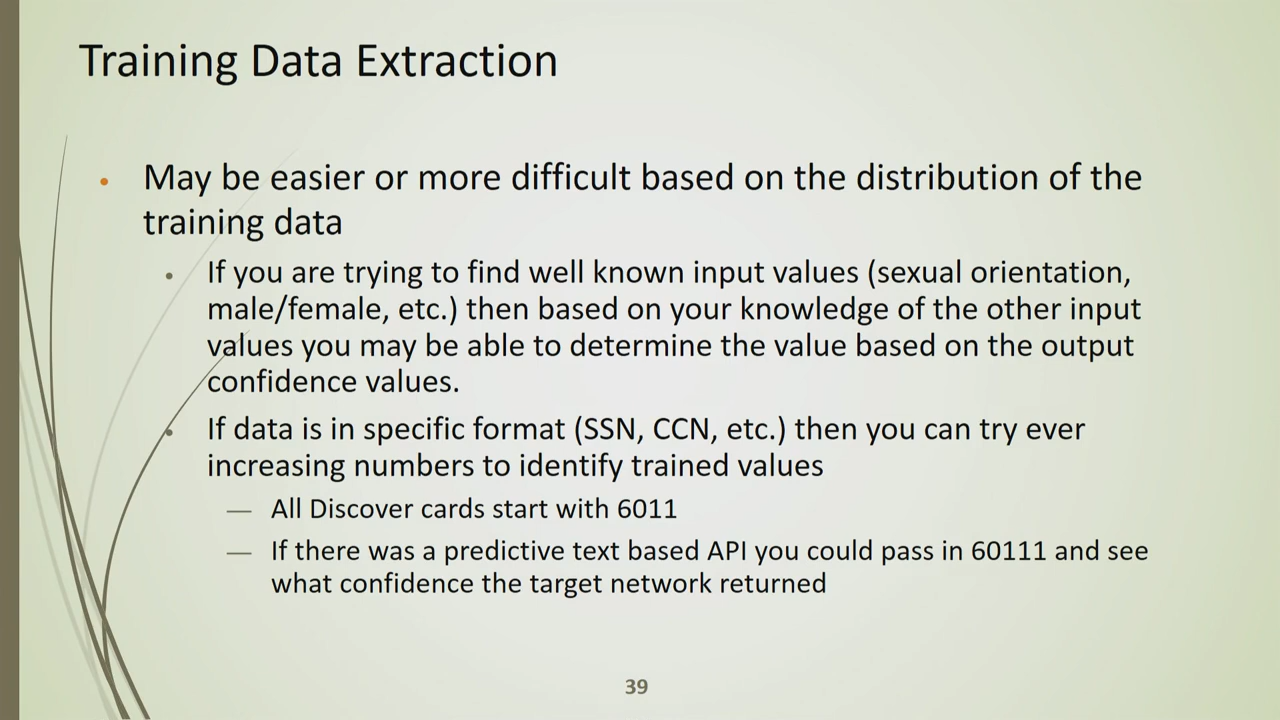 Training Data Extraction
• May be easier or more difficult based on the distribution of the
training data
• If you are trying to find well known input values (sexual orientation,
male/female, etc.) then based on your knowledge of the other input
values you may be able to determine the value based on the output
confidence values.
• If data is in specific format (SSN, CCN, etc.) then you can try ever
increasing numbers to identify trained values
— All Discover cards start with 6011
— If there was a predictive text based API you could pass in 60111 and see
what confidence the target network returned
39